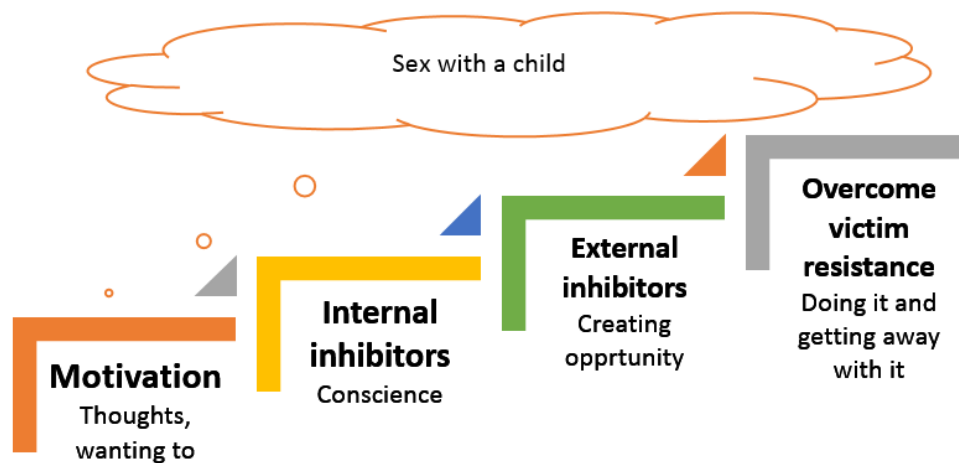 Sex with a child
Motivation
Thoughts,
wanting to
Internal
inhibitors
Conscience
External
inhibitors
Creating
opprtunity
Overcome
victim
resistance
Doing it and
getting away
with it